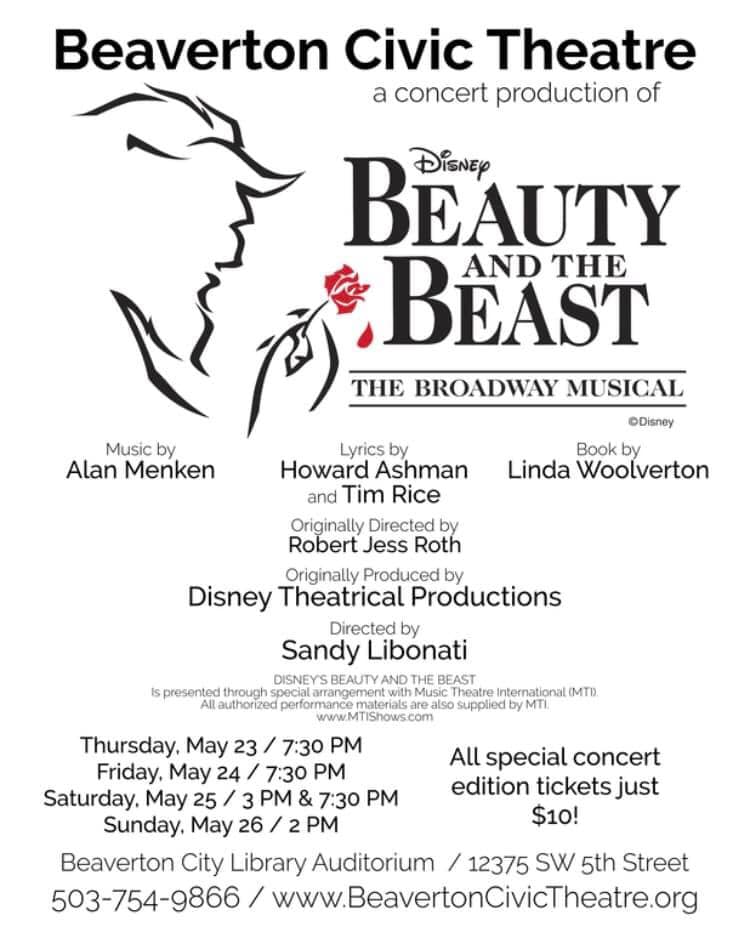 Beaverton Civic Theatre
a concert production of
Disney
BEAUTY
AND THE
BEAST
THE BROADWAY MUSICAL
©Disney
Music by
Alan Menken
Lyrics by
Howard Ashman
and Tim Rice
Book by
Linda Woolverton
Originally Directed by
Robert Jess Roth
Originally Produced by
Disney Theatrical Productions
Directed by
Sandy Libonati
DISNEY'S BEAUTY AND THE BEAST
Is presented through special arrangement with Music Theatre International (MTI).
All authorized performance materials are also supplied by MTI.
www.MTIShows.com
Thursday, May 23 / 7:30 PM
Friday, May 24 / 7:30 PM
Saturday, May 25 / 3 PM & 7:30 PM
Sunday, May 26 / 2 PM
All special concert
edition tickets just
$10!
Beaverton City Library Auditorium / 12375 SW 5th Street
503-754-9866 / www.BeavertonCivicTheatre.org